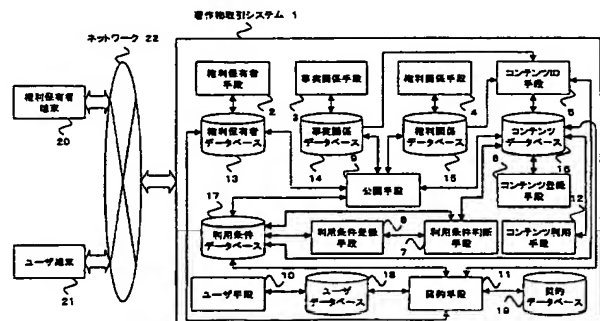 著作物取引システム 1
ネットワーク 22
権利保有者
端末
20
ユーザ端末
21
権利保有者
手段
2
事実関係手段
3
権利関係手段
4
コンテンツID
手段
5
権利保有者
データベース
13
事実関係
データベース
14
権利関係
データベース
15
コンテンツ
データベース
16
公開手段
9
コンテンツ登録
手段
6
利用条件
データベース
17
利用条件登録
手段
8
利用条件判断
手段
7
コンテンツ利用
手段
12
ユーザ手段
10
ユーザ
データベース
18
契約手段
11
契約
データベース
19